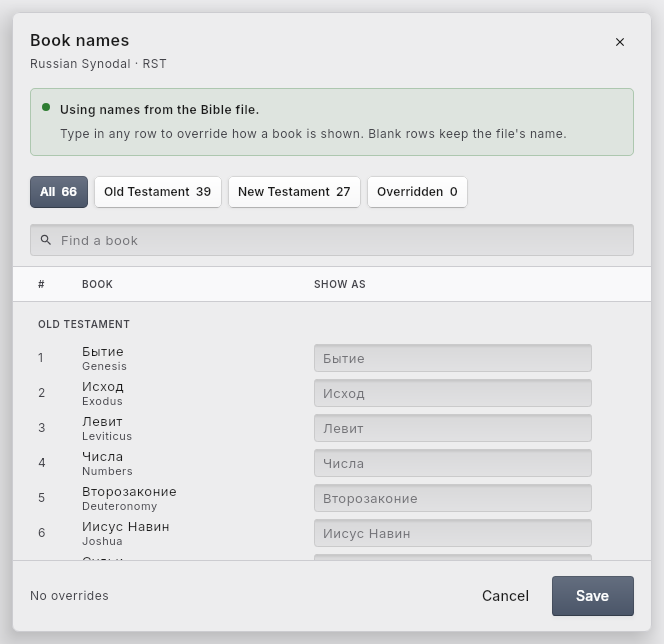 Book names
×
Russian Synodal · RST
Using names from the Bible file.
Type in any row to override how a book is shown. Blank rows keep the file's name.
All 66
Old Testament 39
New Testament 27
Overridden 0
Find a book
# BOOK SHOW AS
OLD TESTAMENT
1 Бытие Бытие
Genesis
2 Исход Исход
Exodus
3 Левит Левит
Leviticus
4 Числа Числа
Numbers
5 Второзаконие Второзаконие
Deuteronomy
6 Иисус Навин Иисус Навин
Joshua
No overrides
Cancel
Save